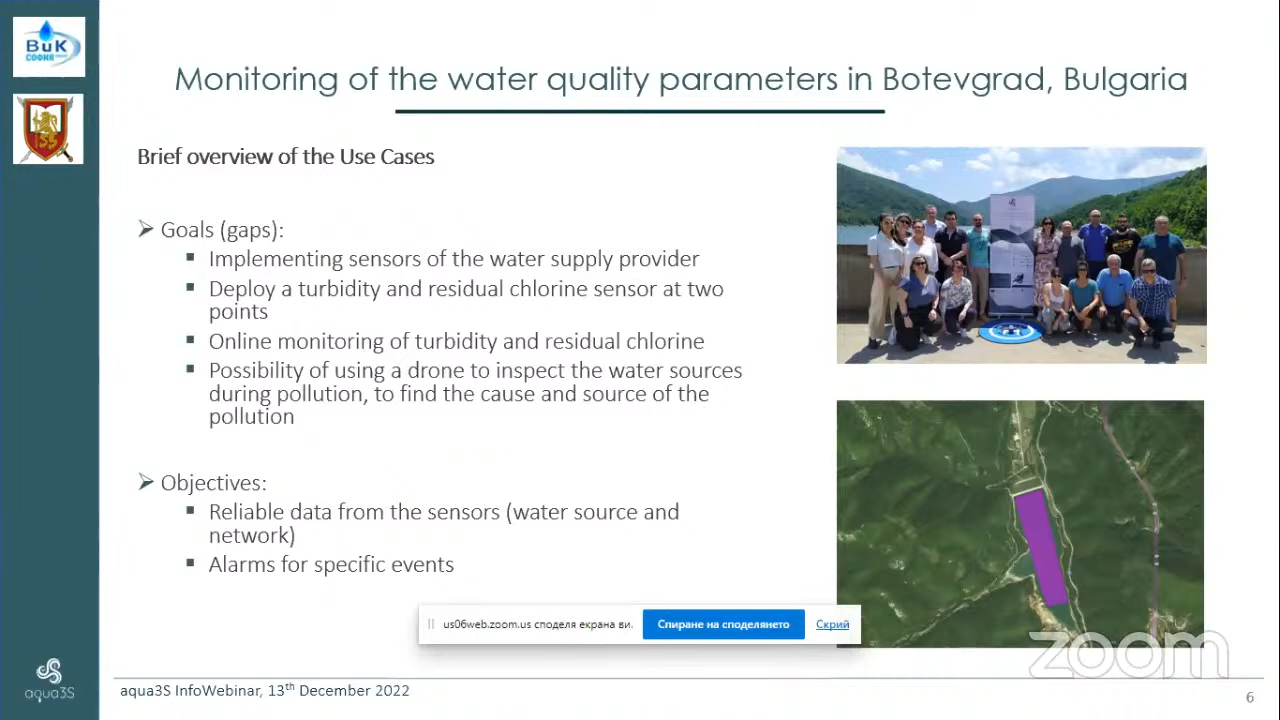 ВиК
СОФИЯ
ISS
Monitoring of the water quality parameters in Botevgrad, Bulgaria
Brief overview of the Use Cases
Goals (gaps):
Implementing sensors of the water supply provider
Deploy a turbidity and residual chlorine sensor at two
points
Online monitoring of turbidity and residual chlorine
Possibility of using a drone to inspect the water sources
during pollution, to find the cause and source of the
pollution
Objectives:
Reliable data from the sensors (water source and
network)
Alarms for specific events
us06web.zoom.us споделя екрана ви.
Спиране на споделянето
Скрий
zoom
aqua3S
aqua3S InfoWebinar, 13th December 2022
6